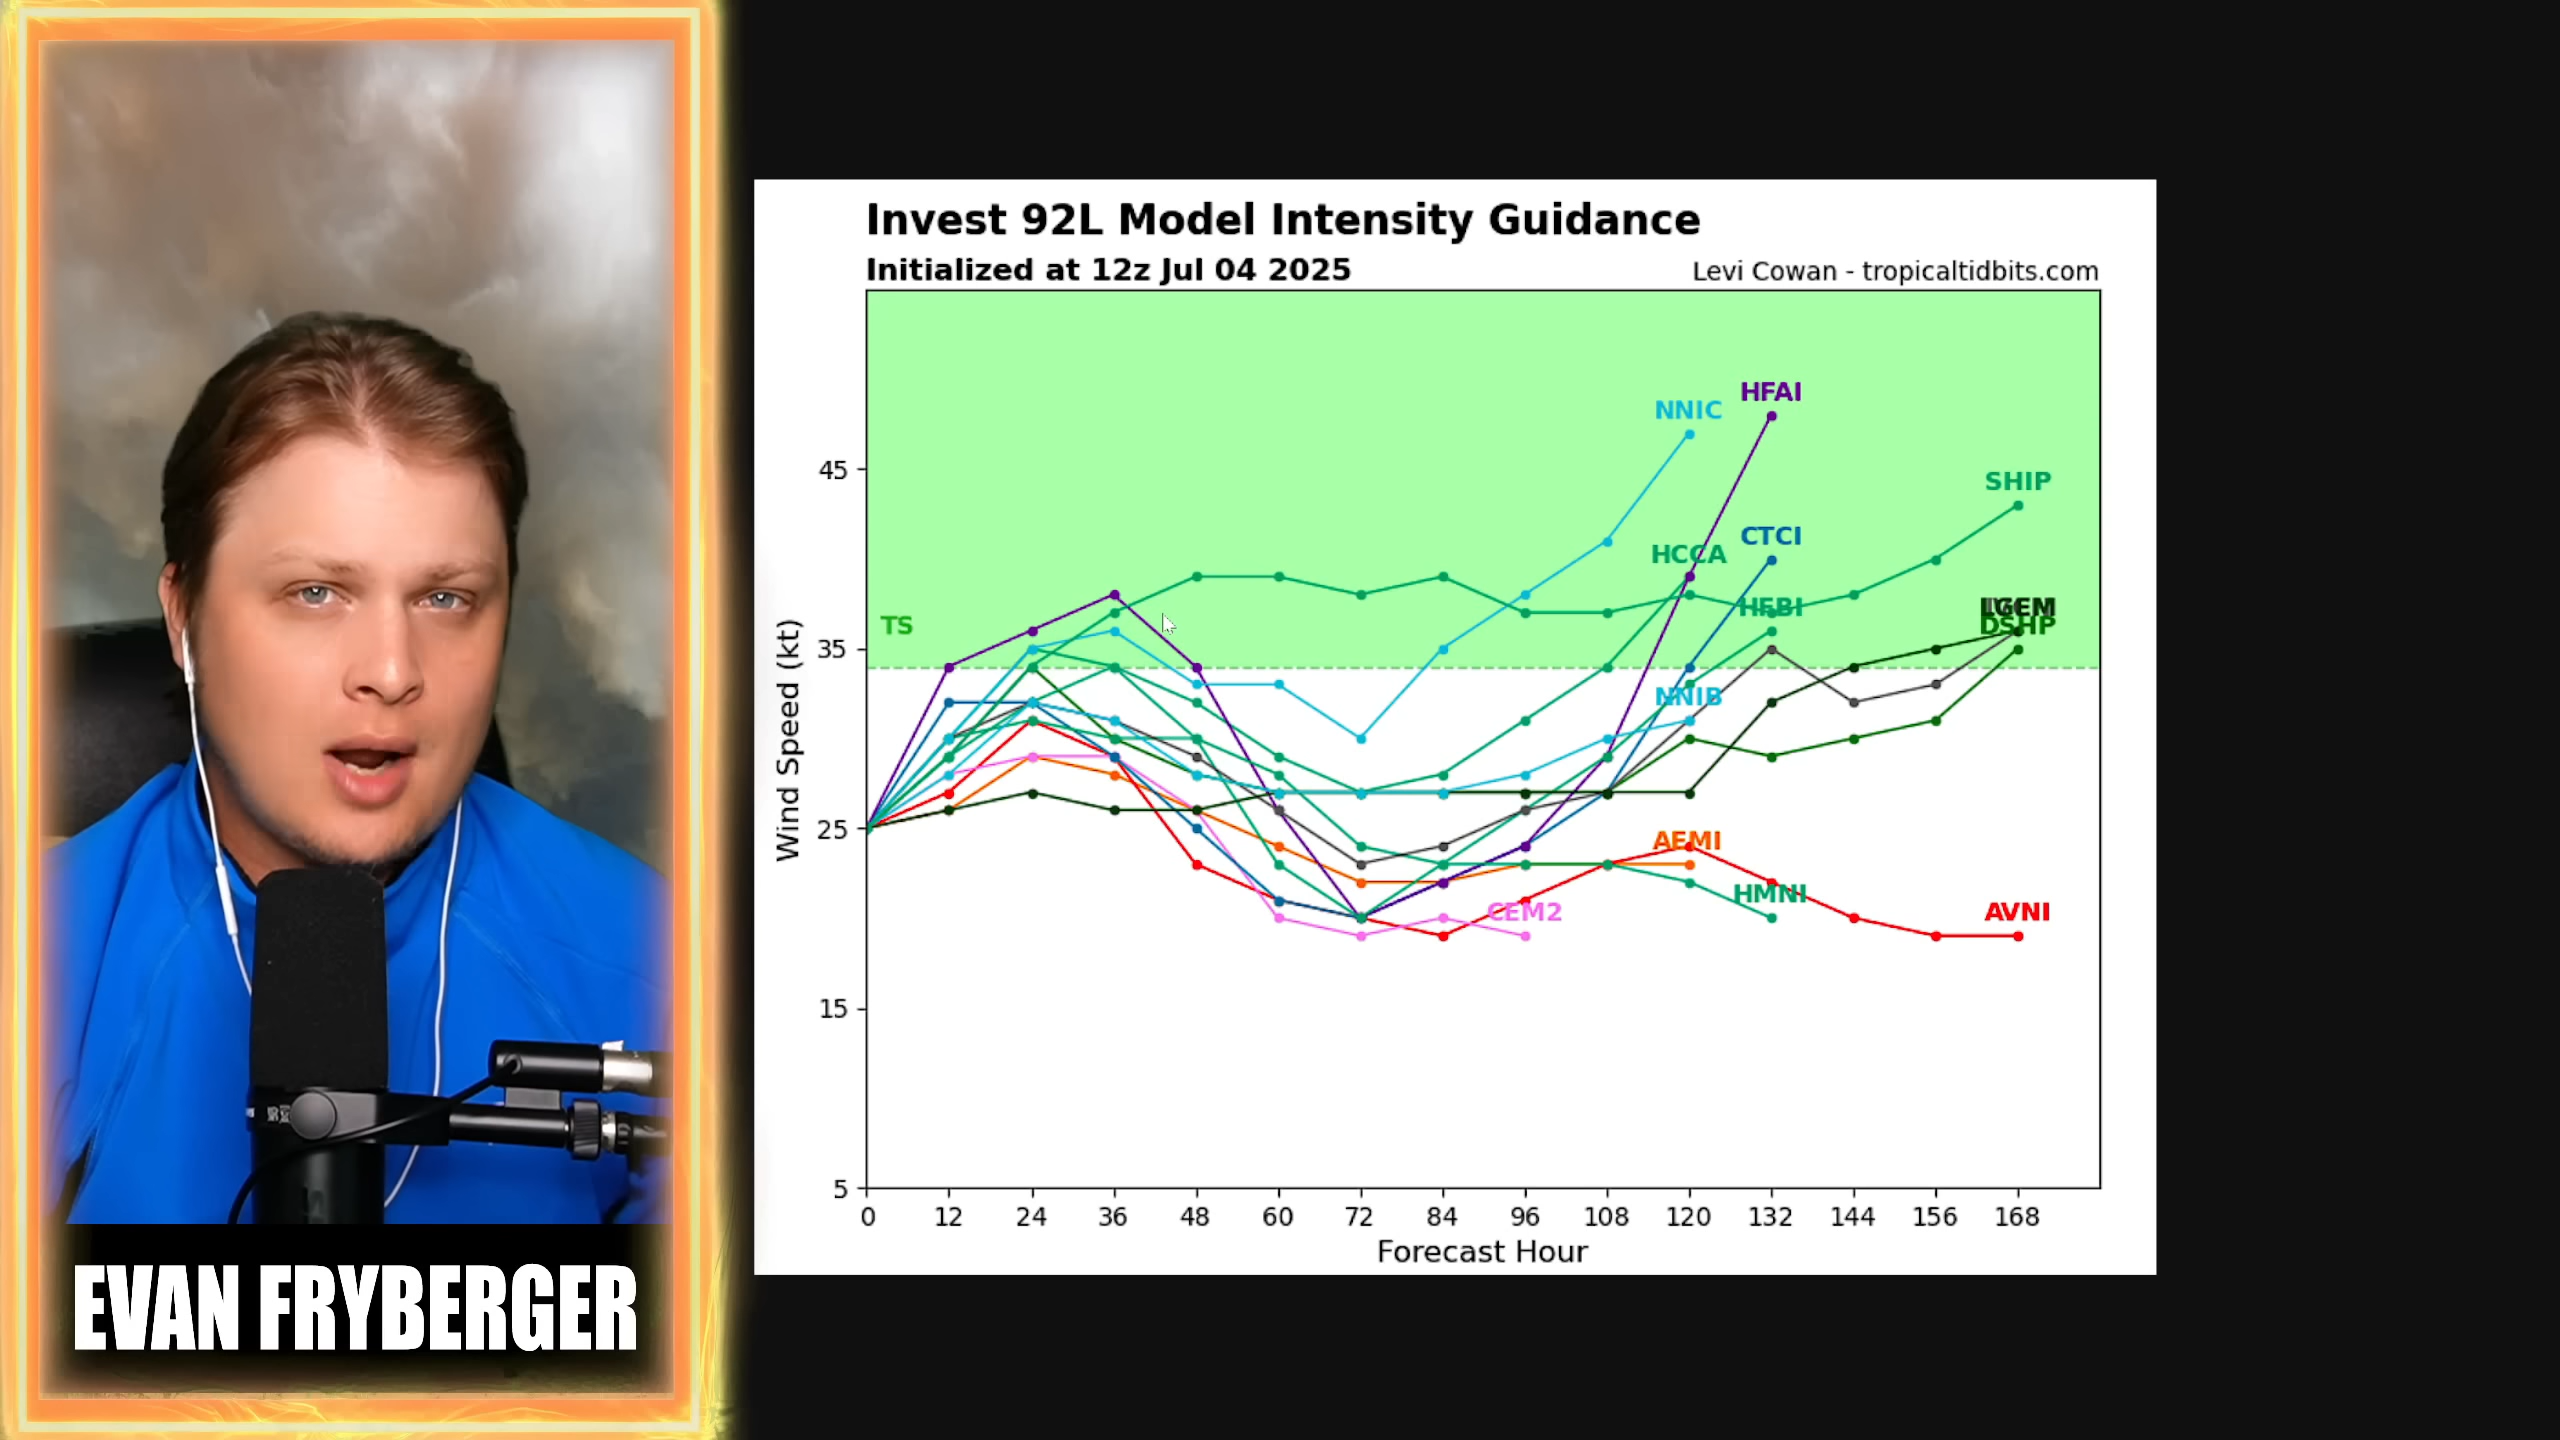 EVAN FRYBERGER
Invest 92L Model Intensity Guidance
Initialized at 12z Jul 04 2025
Levi Cowan - tropicaltidbits.com
HFAI
NNIC
45
SHIP
CTCI
HCCA
HFBI
LGEM
TS
DSHP
35
NNIB
Wind Speed (kt)
25
AEMI
HMNI
CEM2
AVNI
15
5
0 12 24 36 48 60 72 84 96 108 120 132 144 156 168
Forecast Hour